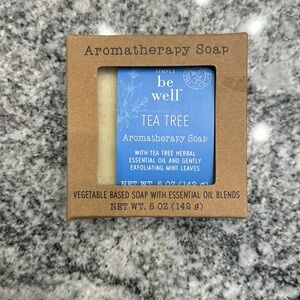 Aromatherapy Soap
SIMPLY
be
well
TEA TREE
Aromatherapy Soap
WITH TEA TREE HERBAL
ESSENTIAL OIL AND GENTLY
EXFOLIATING MINT LEAVES
NET WT. 5 OZ (142 g)
VEGETABLE BASED SOAP WITH ESSENTIAL OIL BLENDS
NET WT. 5 OZ (142 g)